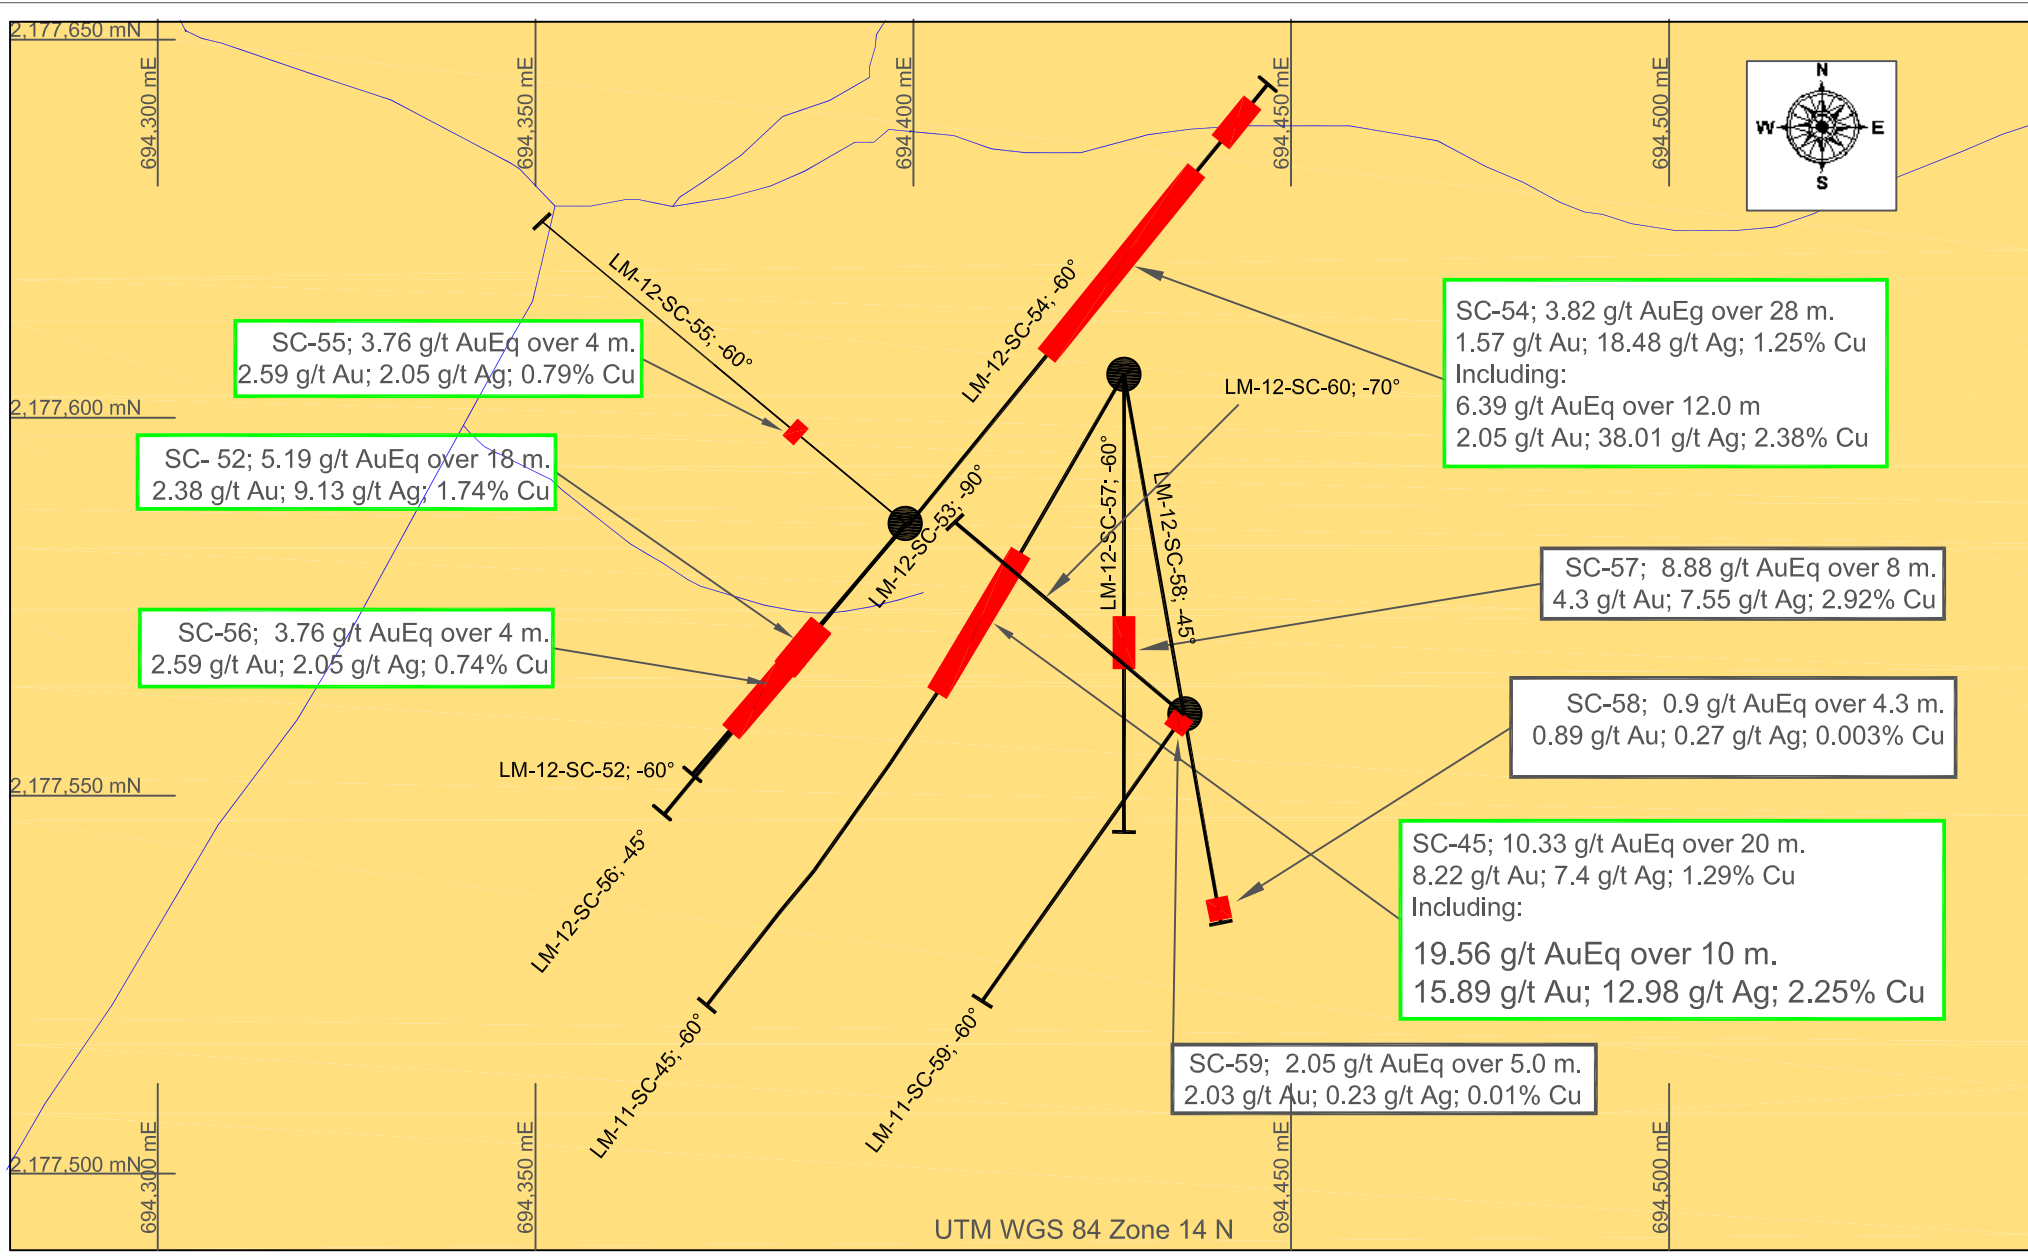 2,177,650 mN
694,300 mE
694,350 mE
694,400 mE
694,450 mE
694,500 mE
N
W E
S
LM-12-SC-55; -60°
LM-12-SC-54; -60°
SC-54; 3.82 g/t AuEg over 28 m.
1.57 g/t Au; 18.48 g/t Ag; 1.25% Cu
Including:
6.39 g/t AuEq over 12.0 m
2.05 g/t Au; 38.01 g/t Ag; 2.38% Cu
SC-55; 3.76 g/t AuEq over 4 m.
2.59 g/t Au; 2.05 g/t Ag; 0.79% Cu
LM-12-SC-60; -70°
2,177,600 mN
SC- 52; 5.19 g/t AuEq over 18 m.
2.38 g/t Au; 9.13 g/t Ag; 1.74% Cu
LM-12-SC-53; -90°
LM-12-SC-57; -60°
LM-12-SC-58; -45°
SC-57; 8.88 g/t AuEq over 8 m.
4.3 g/t Au; 7.55 g/t Ag; 2.92% Cu
SC-56; 3.76 g/t AuEq over 4 m.
2.59 g/t Au; 2.05 g/t Ag; 0.74% Cu
SC-58; 0.9 g/t AuEq over 4.3 m.
0.89 g/t Au; 0.27 g/t Ag; 0.003% Cu
LM-12-SC-52; -60°
2,177,550 mN
LM-12-SC-56; -45°
SC-45; 10.33 g/t AuEq over 20 m.
8.22 g/t Au; 7.4 g/t Ag; 1.29% Cu
Including:
19.56 g/t AuEq over 10 m.
15.89 g/t Au; 12.98 g/t Ag; 2.25% Cu
LM-11-SC-45; -60°
LM-11-SC-59; -60°
SC-59; 2.05 g/t AuEq over 5.0 m.
2.03 g/t Au; 0.23 g/t Ag; 0.01% Cu
2,177,500 mN
694,300 mE
694,350 mE
694,450 mE
694,500 mE
UTM WGS 84 Zone 14 N